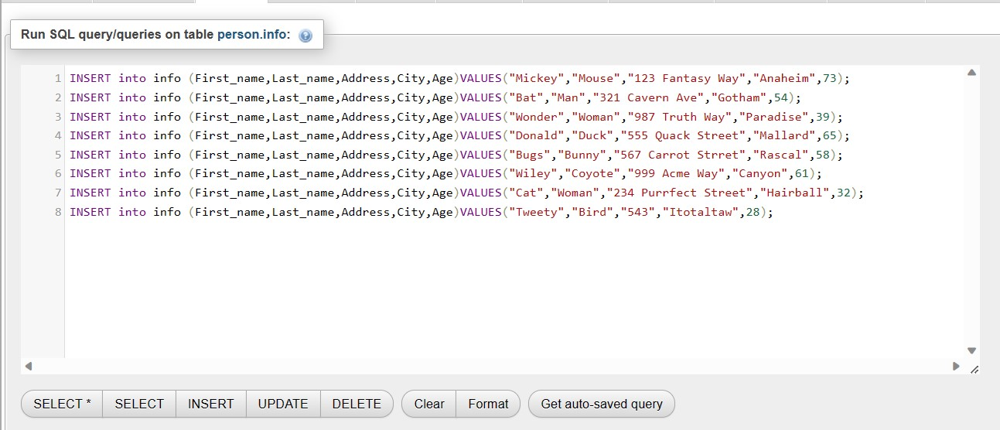 Run SQL query/queries on table person.info:
1 INSERT into info (First_name,Last_name,Address,City,Age)VALUES("Mickey","Mouse","123 Fantasy Way","Anaheim",73);
2 INSERT into info (First_name,Last_name,Address,City,Age)VALUES("Bat","Man","321 Cavern Ave","Gotham",54);
3 INSERT into info (First_name,Last_name,Address,City,Age)VALUES("Wonder","Woman","987 Truth Way","Paradise",39);
4 INSERT into info (First_name,Last_name,Address,City,Age)VALUES("Donald","Duck","555 Quack Street","Mallard",65);
5 INSERT into info (First_name,Last_name,Address,City,Age)VALUES("Bugs","Bunny","567 Carrot Strret","Rascal",58);
6 INSERT into info (First_name,Last_name,Address,City,Age)VALUES("Wiley","Coyote","999 Acme Way","Canyon",61);
7 INSERT into info (First_name,Last_name,Address,City,Age)VALUES("Cat","Woman","234 Purrfect Street","Hairball",32);
8 INSERT into info (First_name,Last_name,Address,City,Age)VALUES("Tweety","Bird","543","Itotaltaw",28);
SELECT * SELECT INSERT UPDATE DELETE Clear Format Get auto-saved query